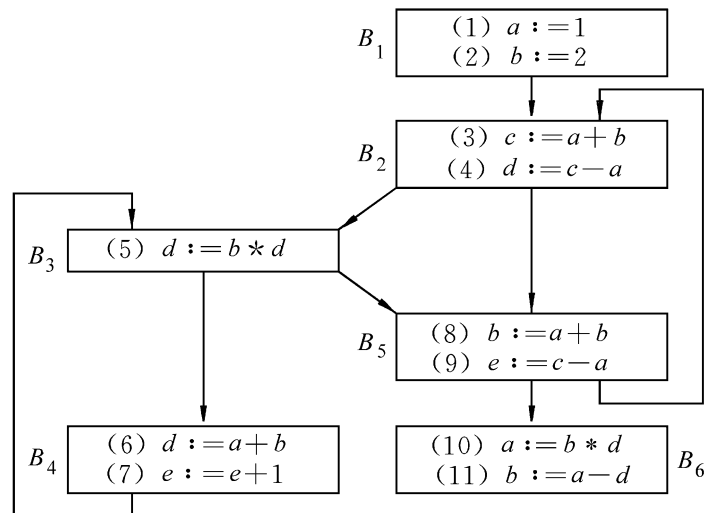 B1
(1) a:=1
(2) b:=2
B2
(3) c:=a+b
(4) d:=c-a
B3
(5) d:=b*d
B5
(8) b:=a+b
(9) e:=c-a
B4
(6) d:=a+b
(7) e:=e+1
(10) a:=b*d
(11) b:=a-d
B6